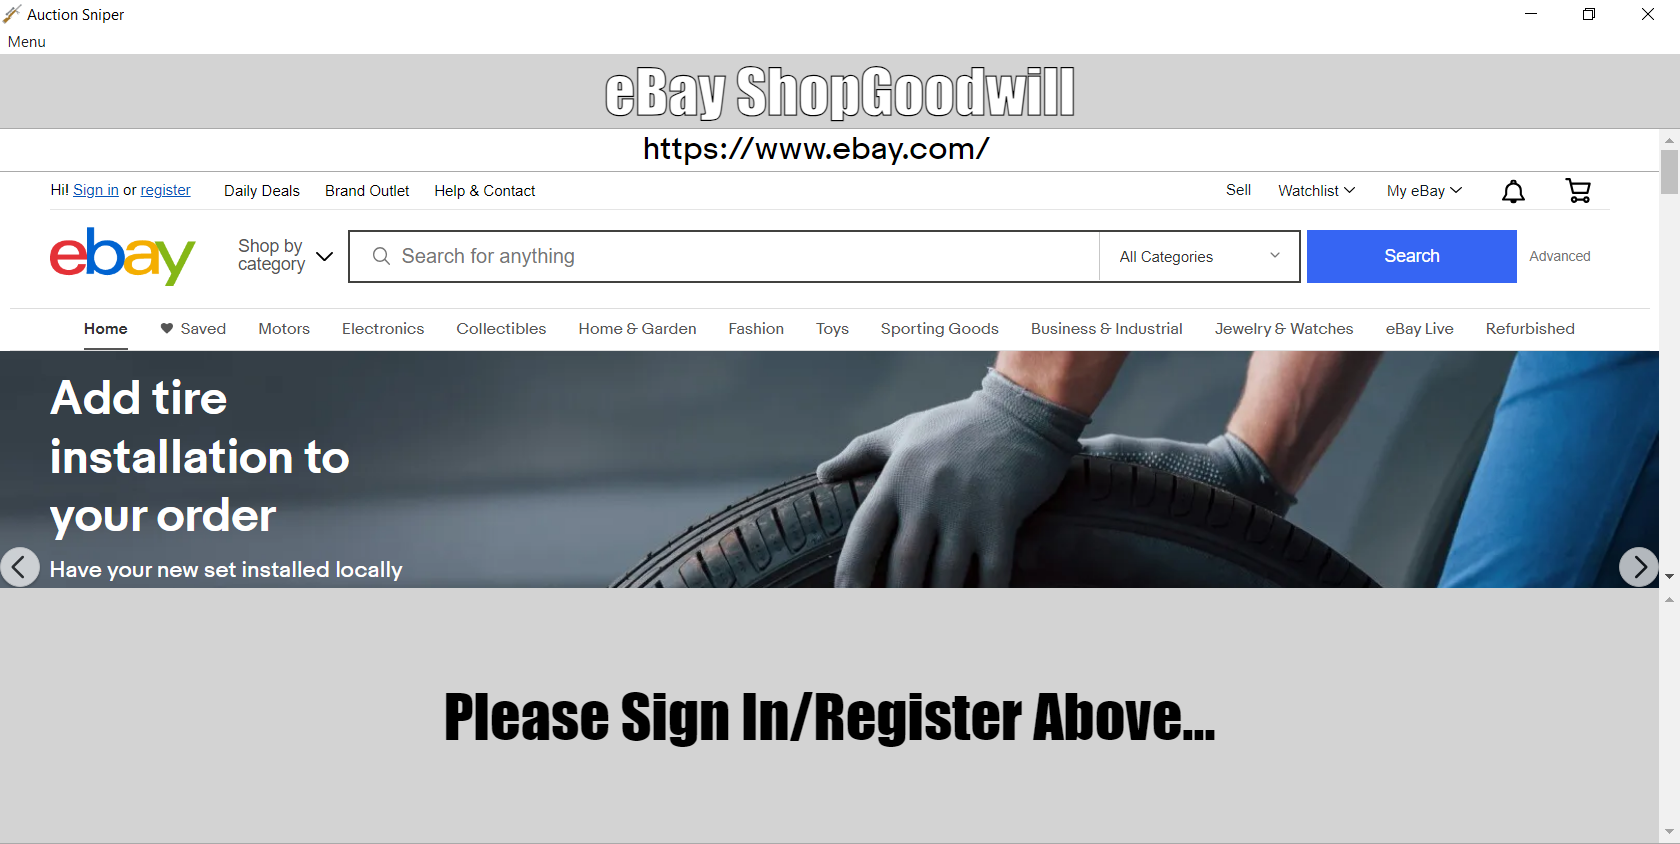 Auction Sniper
Menu
eBay ShopGoodwill
https://www.ebay.com/
Hi! Sign in or register Daily Deals Brand Outlet Help & Contact Sell Watchlist My eBay
ebay
Shop by
category
Search for anything All Categories Search Advanced
Home Saved Motors Electronics Collectibles Home & Garden Fashion Toys Sporting Goods Business & Industrial Jewelry & Watches eBay Live Refurbished
Add tire
installation to
your order
Have your new set installed locally
Please Sign In/Register Above...